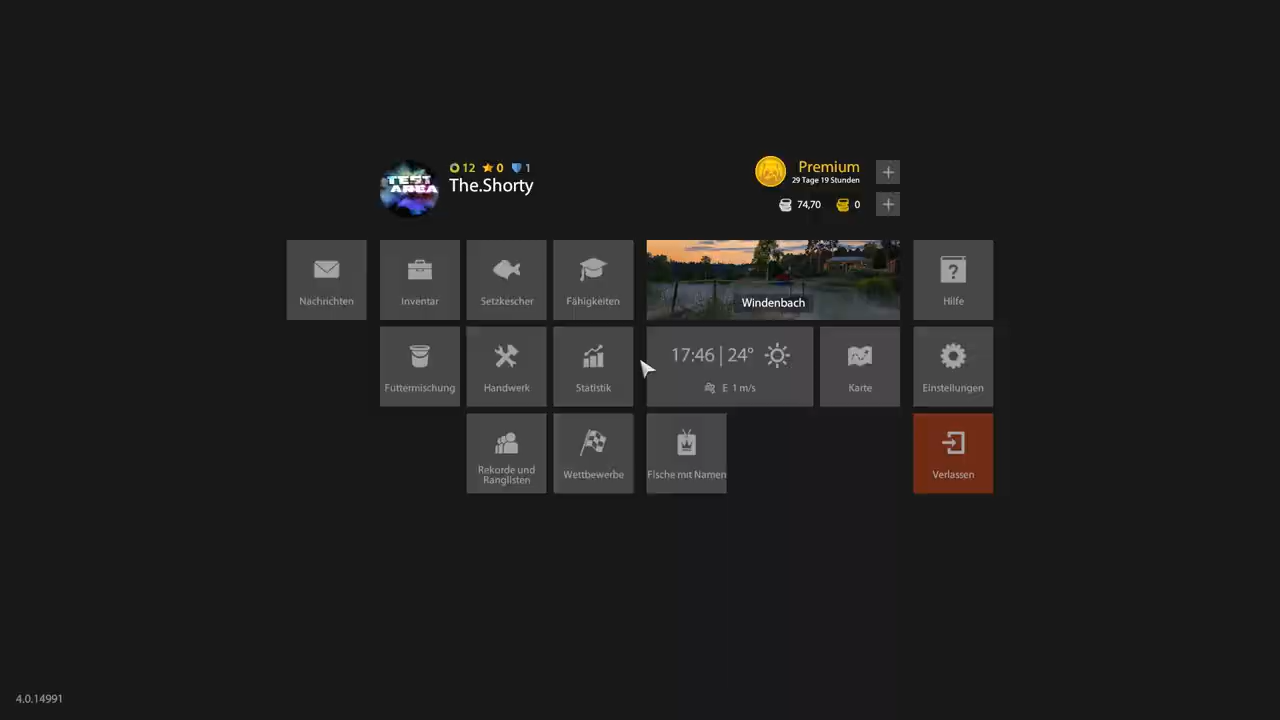 12 0 1
The.Shorty
TEST
AREA
Premium
29 Tage 19 Stunden
74,70 0
Nachrichten
Inventar
Setzkescher
Fähigkeiten
Windenbach
Hilfe
Futtermischung
Handwerk
Statistik
17:46 | 24°
E 1 m/s
Karte
Einstellungen
Rekorde und
Ranglisten
Wettbewerbe
Fische mit Namen
Verlassen
4.0.14991